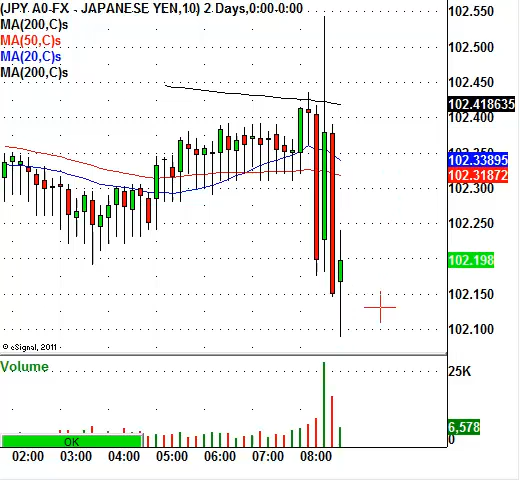 (JPY A0-FX - JAPANESE YEN,10) 2 Days,0:00-0:00
MA(200,C)s
MA(50,C)s
MA(20,C)s
MA(200,C)s
102.550
102.500
102.450
102.418635
102.400
102.33895
102.31872
102.300
102.250
102.198
102.150
102.100
© eSignal, 2011
Volume
25K
6,578
0
OK
02:00 03:00 04:00 05:00 06:00 07:00 08:00